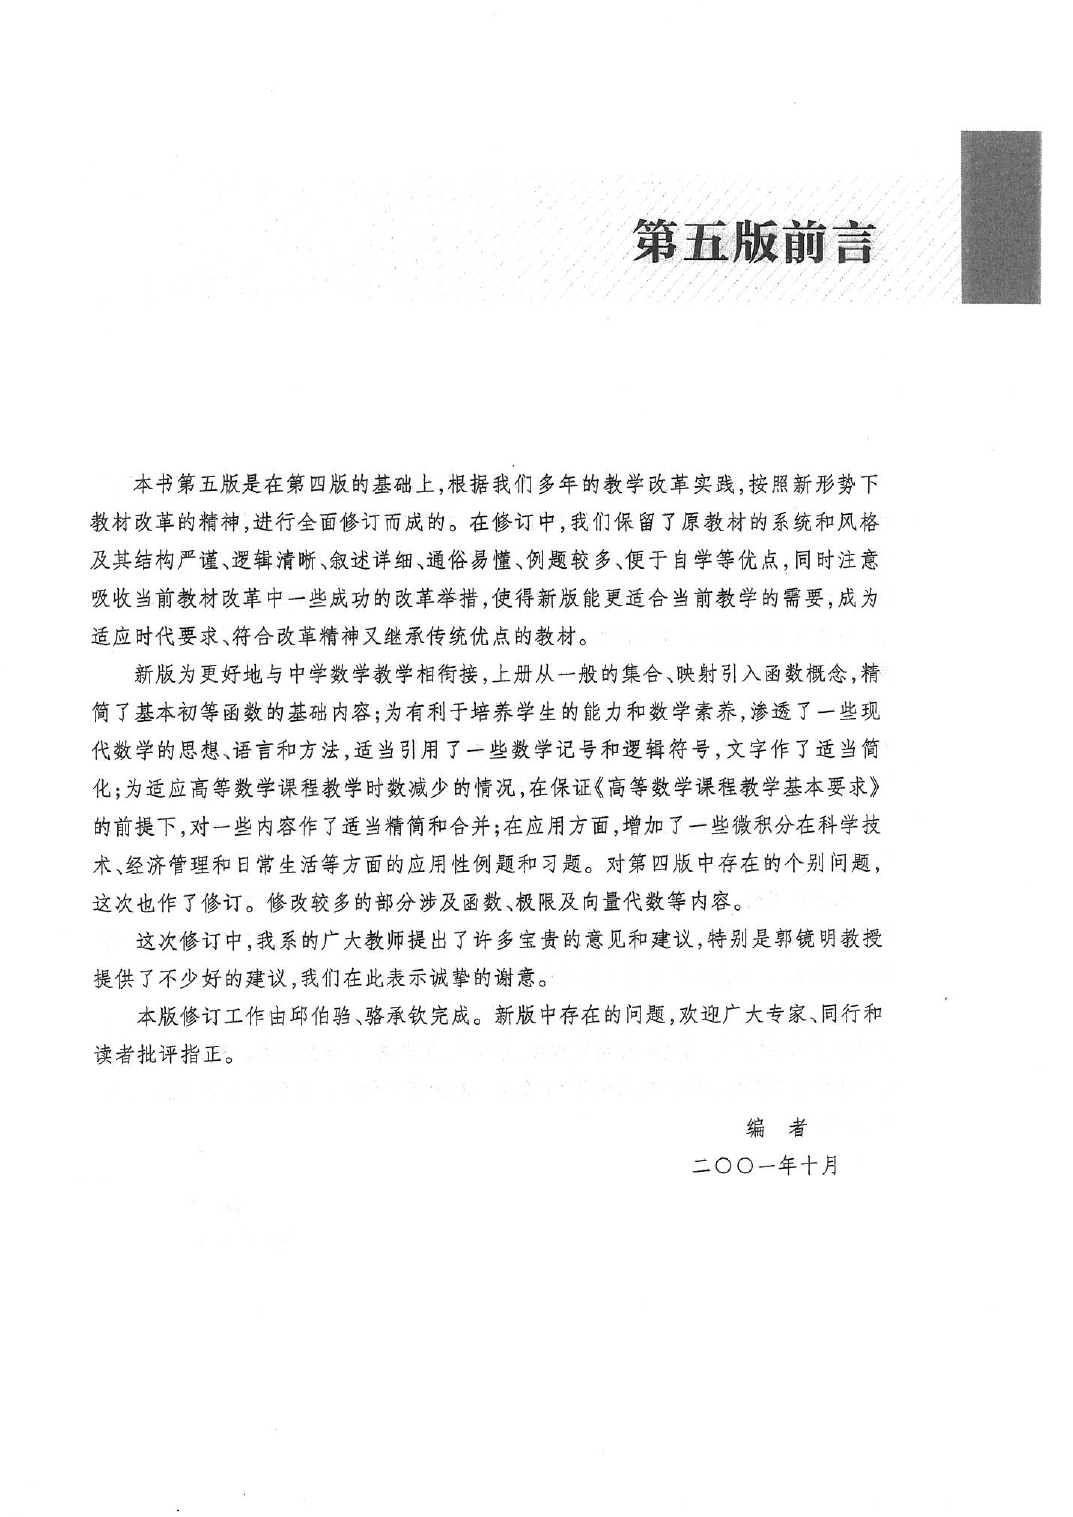 第五版前言
本书第五版是在第四版的基础上,根据我们多年的教学改革实践,按照新形势下
教材改革的精神,进行全面修订而成的。在修订中,我们保留了原教材的系统和风格
及其结构严谨、逻辑清晰、叙述详细、通俗易懂、例题较多、便于自学等优点,同时注意
吸收当前教材改革中一些成功的改革举措,使得新版能更适合当前教学的需要,成为
适应时代要求、符合改革精神又继承传统优点的教材。
新版为更好地与中学数学教学相衔接,上册从一般的集合、映射引入函数概念,精
简了基本初等函数的基础内容;为有利于培养学生的能力和数学素养,渗透了一些现
代数学的思想、语言和方法,适当引用了一些数学记号和逻辑符号,文字作了适当简
化;为适应高等数学课程教学时数减少的情况,在保证《高等数学课程教学基本要求》
的前提下,对一些内容作了适当精简和合并;在应用方面,增加了一些微积分在科学技
术、经济管理和日常生活等方面的应用性例题和习题。对第四版中存在的个别问题,
这次也作了修订。修改较多的部分涉及函数、极限及向量代数等内容。
这次修订中,我系的广大教师提出了许多宝贵的意见和建议,特别是郭镜明教授
提供了不少好的建议,我们在此表示诚挚的谢意。
本版修订工作由邱伯驺、骆承钦完成。新版中存在的问题,欢迎广大专家、同行和
读者批评指正。
编 者
二〇〇一年十月